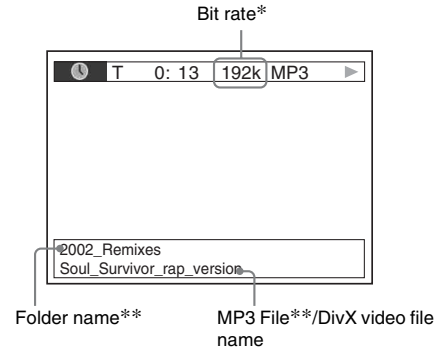 Bit rate*
T 0: 13 192k MP3
2002_Remixes
Soul_Survivor_rap_version
Folder name**
MP3 File**/DivX video file
name